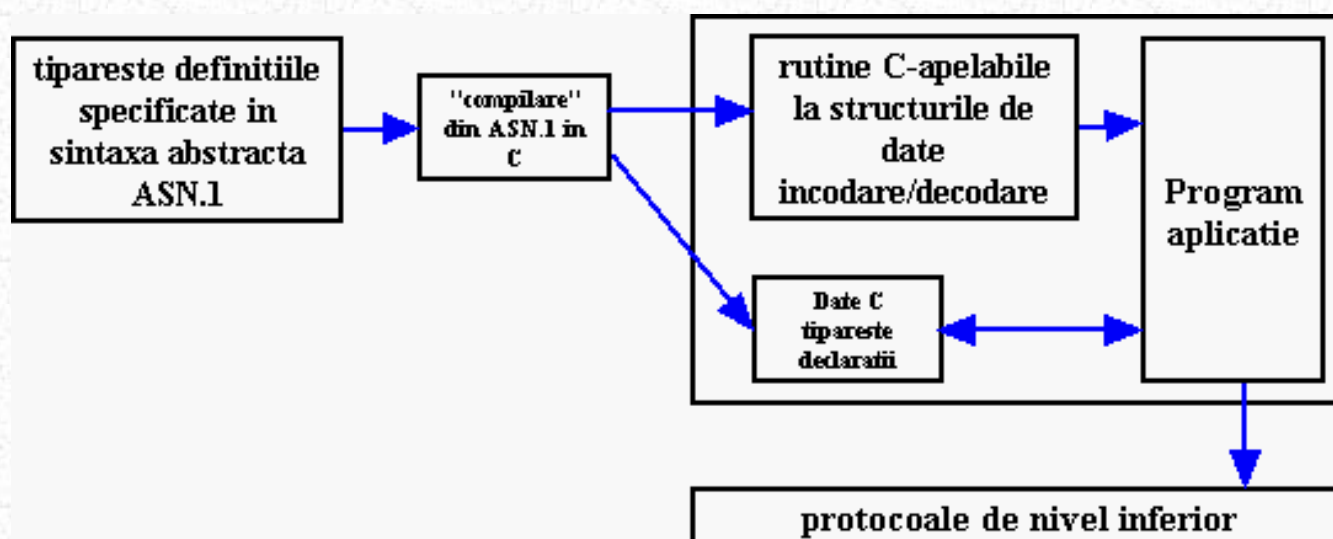 tipareste definitiile
specificate in
sintaxa abstracta
ASN.1
"compilare"
din ASN.1 in
C
rutine C-apelabile
la structurile de
date
incodare/decodare
Program
aplicatie
Date C
tipareste
declaratii
protocoale de nivel inferior